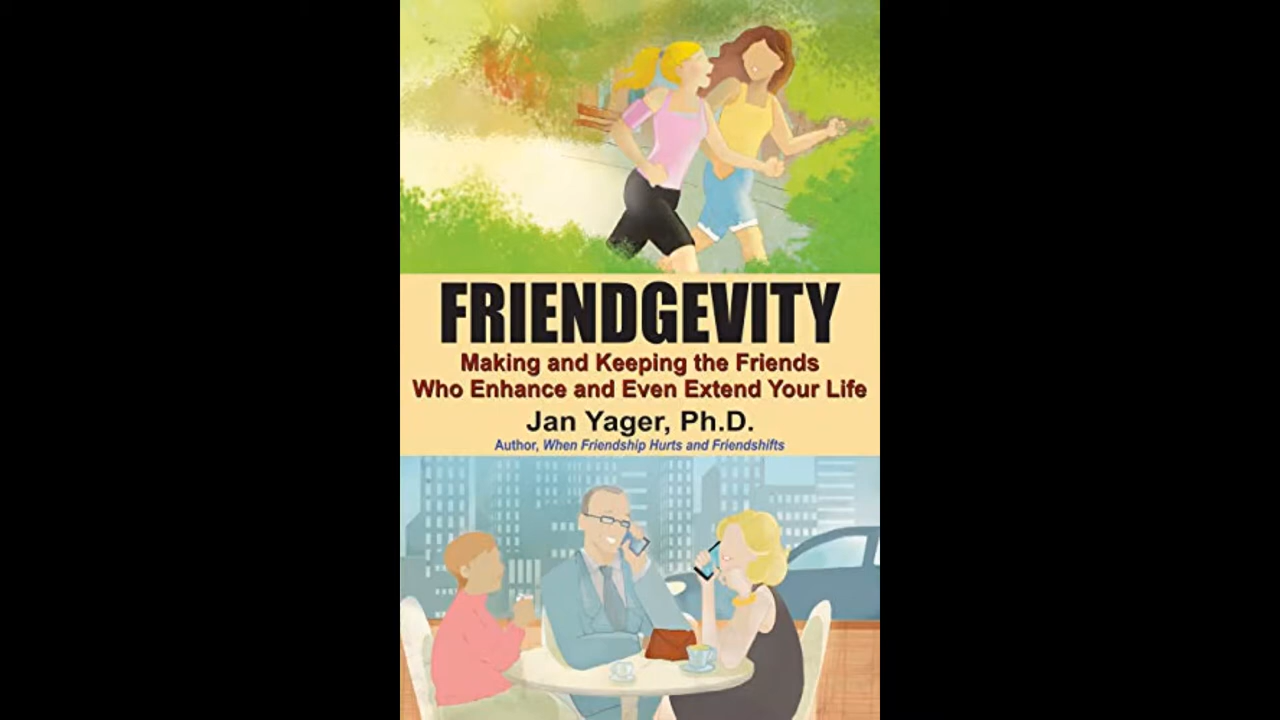 FRIENDGEVITY
Making and Keeping the Friends
Who Enhance and Even Extend Your Life
Jan Yager, Ph.D.
Author, When Friendship Hurts and Friendshifts